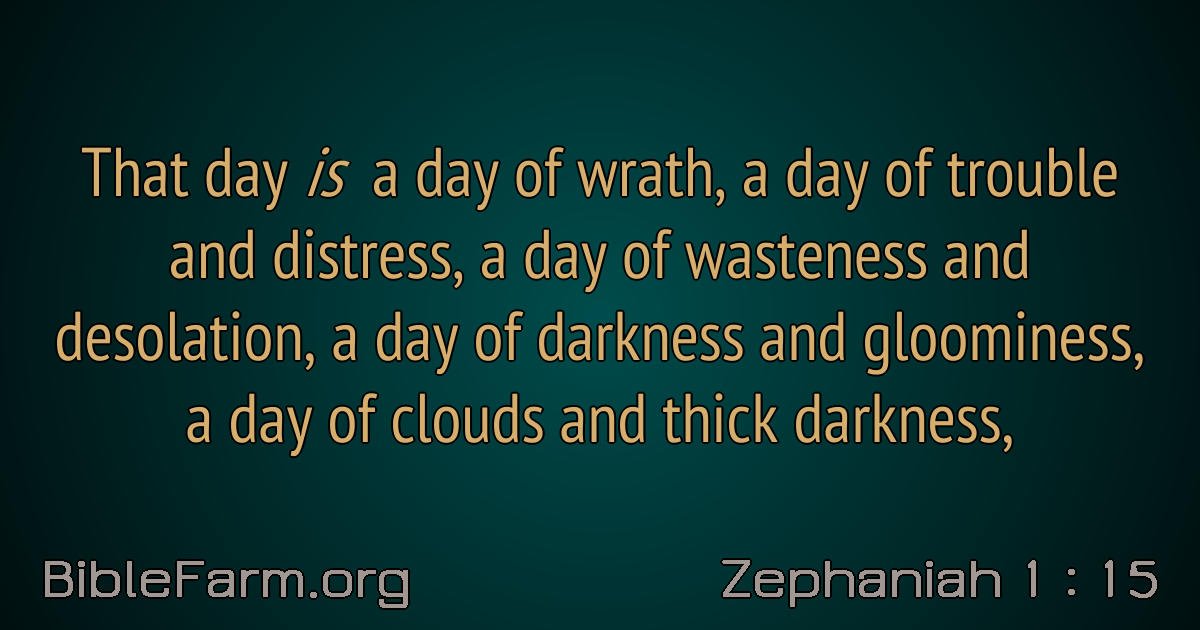 That day is a day of wrath, a day of trouble
and distress, a day of wasteness and
desolation, a day of darkness and gloominess,
a day of clouds and thick darkness,
BibleFarm.org
Zephaniah 1 : 15